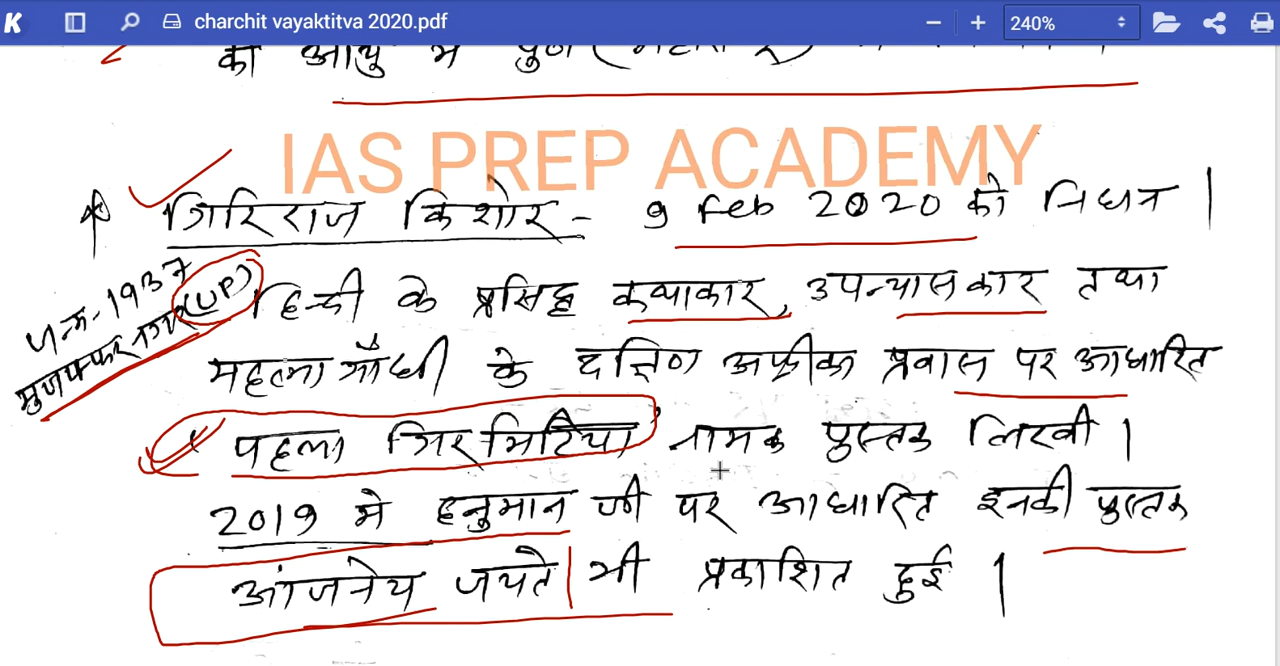 K charchit vayaktitva 2020.pdf − + 240%
की आयु में पुणे (महाराष्ट्र)
IAS PREP ACADEMY
गिरिराज किशोर - 9 Feb 2020 को निधन |
जन्म - 1937
मुजफ्फरनगर (UP)
हिन्दी के प्रसिद्ध कथाकार, उपन्यासकार तथा
महात्मा गाँधी के दक्षिण अफ्रीका प्रवास पर आधारित
पहला गिरमिटिया नामक पुस्तक लिखी |
2019 मे हनुमान जी पर आधारित इनकी पुस्तक
आंजनेय जयते भी प्रकाशित हुई |